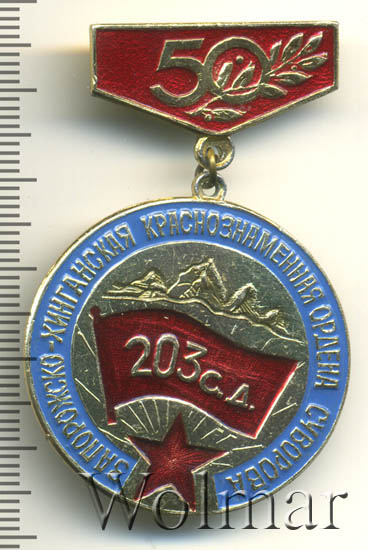 50
ЗАПОРОЖСКО-ХИНГАНСКАЯ КРАСНОЗНАМЕННАЯ ОРДЕНА СУВОРОВА
203 С.Д.
Wolmar